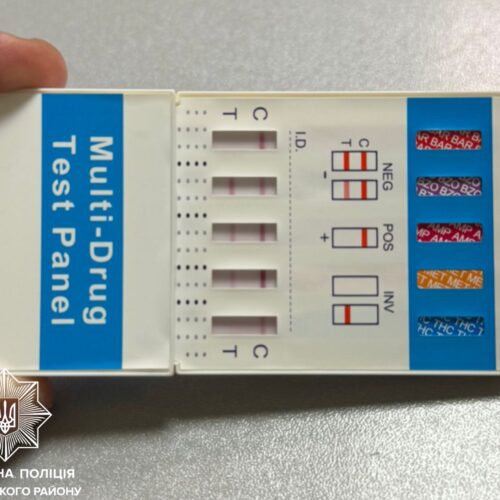 Multi-Drug
Test Panel
C
T
C
T
I.D.
C
T
NEG
-
POS
+
INV
BAR
BZO
AMP
MET
THC
НА ПОЛІЦІЯ
КОГО РАЙОНУ